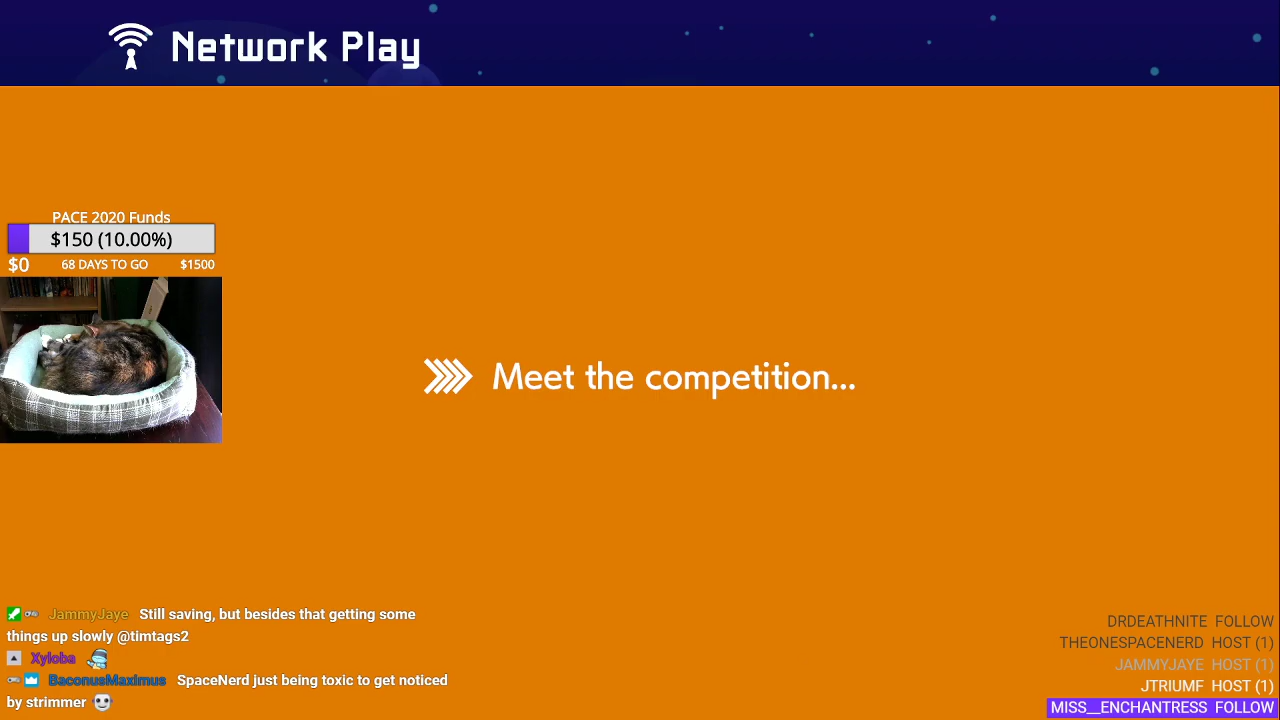 Network Play
PACE 2020 Funds
$150 (10.00%)
$0 68 DAYS TO GO $1500
Meet the competition...
JammyJaye Still saving, but besides that getting some
things up slowly @timtags2
Xyloba
BaconusMaximus SpaceNerd just being toxic to get noticed
by strimmer
DRDEATHNITE FOLLOW
THEONESPACENERD HOST (1)
JAMMYJAYE HOST (1)
JTRIUMF HOST (1)
MISS__ENCHANTRESS FOLLOW